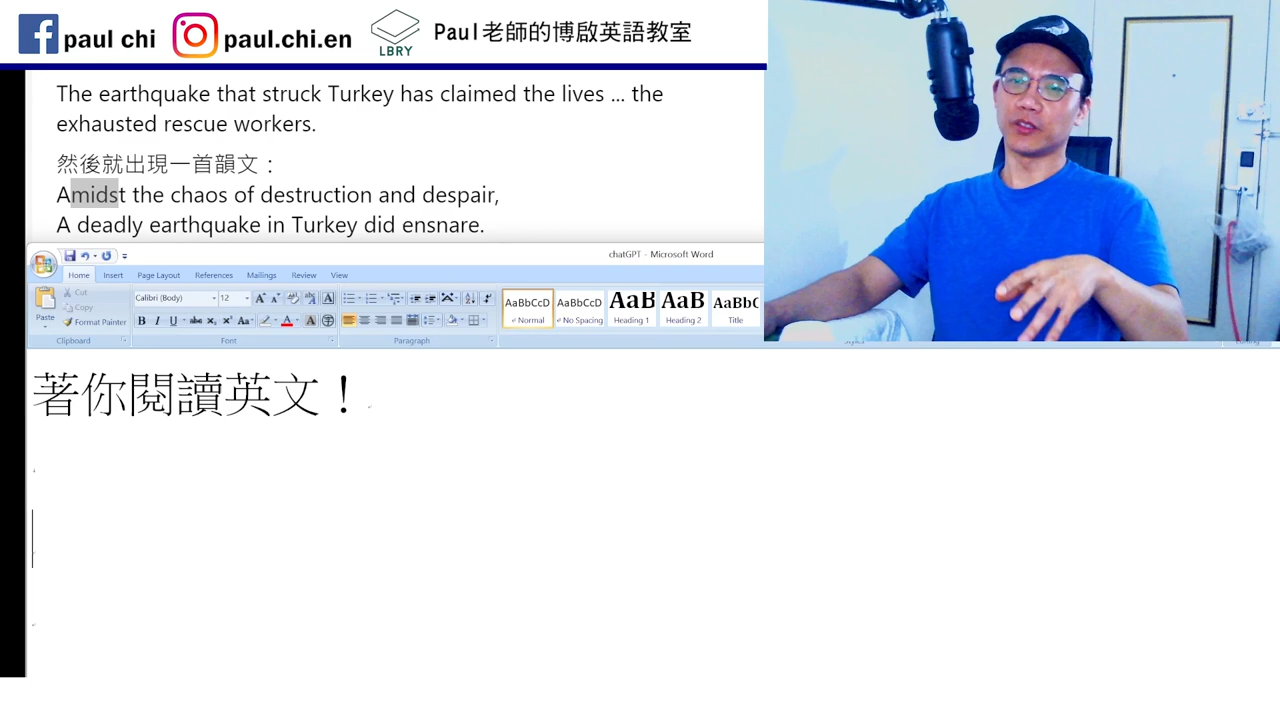 paul chi
paul.chi.en
LBRY
Paul老師的博啟英語教室
The earthquake that struck Turkey has claimed the lives ... the
exhausted rescue workers.
然後就出現一首韻文：
Amidst the chaos of destruction and despair,
A deadly earthquake in Turkey did ensnare.
chatGPT - Microsoft Word
Home Insert Page Layout References Mailings Review View
Paste
Cut
Copy
Format Painter
Calibri (Body) 12
AaBbCcD AaBbCcD AaB AaB AaBbC
Normal No Spacing Heading 1 Heading 2 Title
Clipboard Font Paragraph
著你閱讀英文！